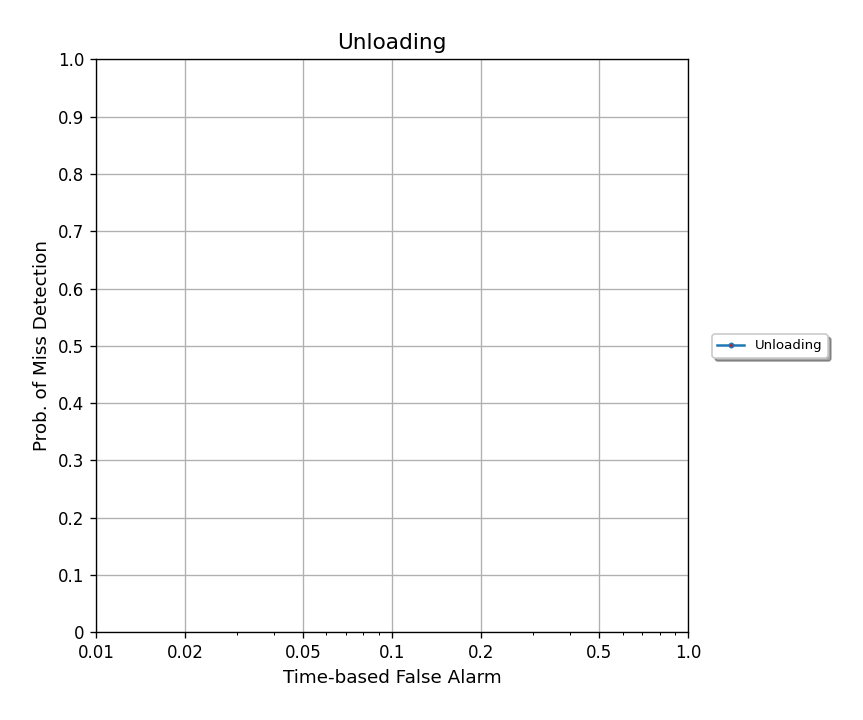 Unloading
1.0
0.9
0.8
0.7
0.6
0.5
0.4
0.3
0.2
0.1
0
Prob. of Miss Detection
0.01 0.02 0.05 0.1 0.2 0.5 1.0
Time-based False Alarm
Unloading